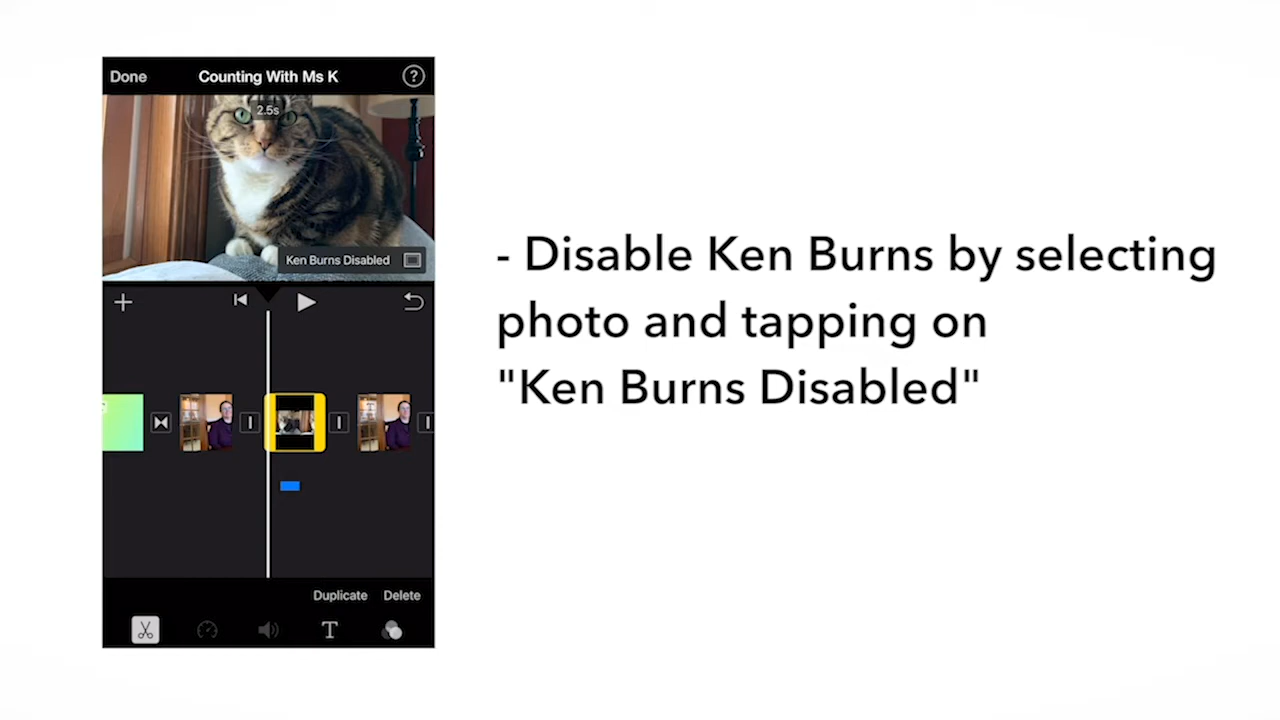 Done Counting With Ms K ?
2.5s
Ken Burns Disabled
Duplicate Delete
T
- Disable Ken Burns by selecting
photo and tapping on
"Ken Burns Disabled"